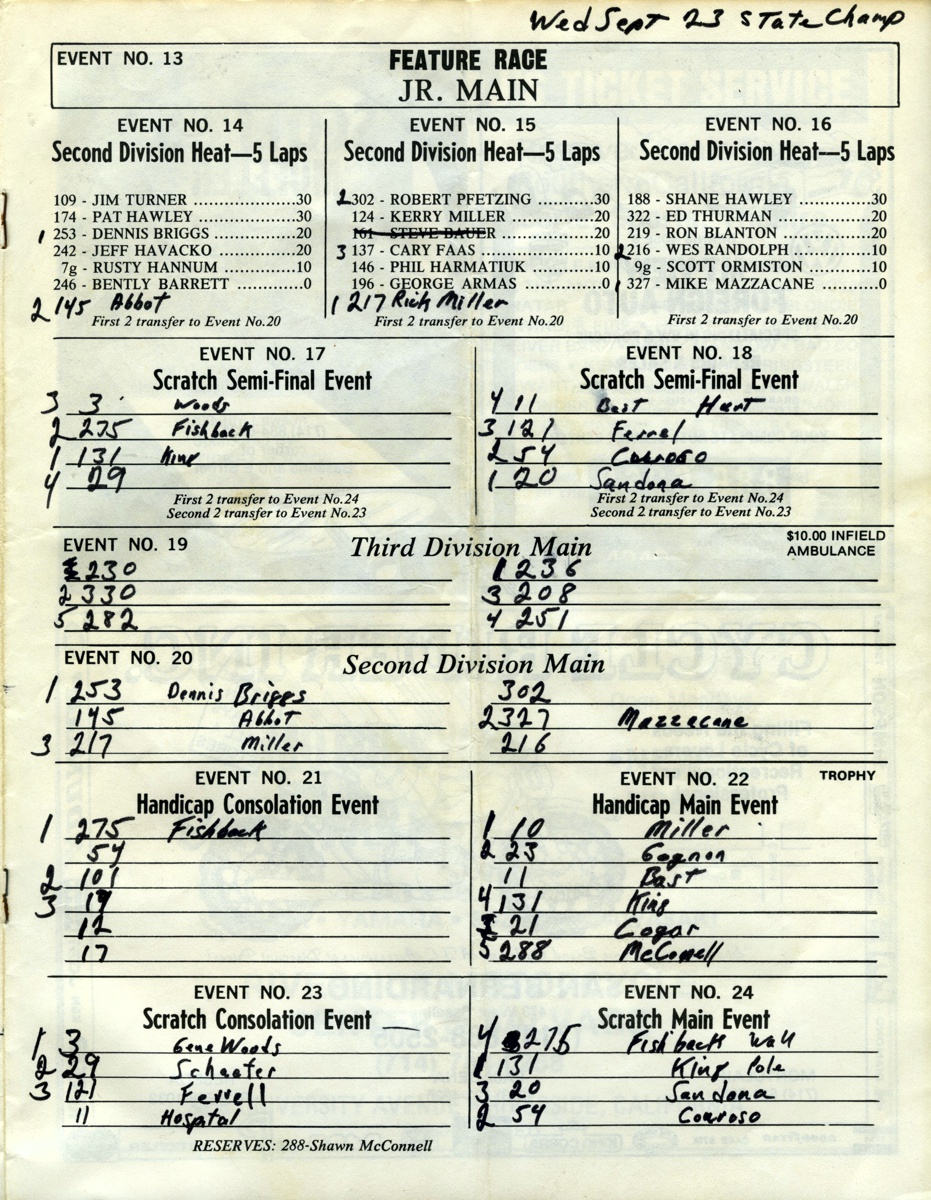 Wed Sept 23 State Champ
EVENT NO. 13
FEATURE RACE
JR. MAIN
EVENT NO. 14
Second Division Heat—5 Laps
109 - JIM TURNER ......................30
174 - PAT HAWLEY .....................20
1 253 - DENNIS BRIGGS .................20
242 - JEFF HAVACKO ..................20
7g - RUSTY HANNUM ................10
246 - BENTLY BARRETT ................0
2 145 Abbot
First 2 transfer to Event No.20
EVENT NO. 15
Second Division Heat—5 Laps
2 302 - ROBERT PFETZING ............30
124 - KERRY MILLER ..................20
161 - STEVE BAUER ...................20
3 137 - CARY FAAS .......................10
146 - PHIL HARMATIUK ..............10
196 - GEORGE ARMAS ..................0
1 217 Rich Miller
First 2 transfer to Event No.20
EVENT NO. 16
Second Division Heat—5 Laps
188 - SHANE HAWLEY .................30
322 - ED THURMAN ....................20
219 - RON BLANTON ...................20
2 216 - WES RANDOLPH ................10
9g - SCOTT ORMISTON ..............10
1 327 - MIKE MAZZACANE ..............0
First 2 transfer to Event No.20
EVENT NO. 17
Scratch Semi-Final Event
3 3 Woods
2 275 Fishback
1 131 King
4 29
First 2 transfer to Event No.24
Second 2 transfer to Event No.23
EVENT NO. 18
Scratch Semi-Final Event
4 11 Bast Hurt
3 121 Ferrel
2 54 Couroso
1 20 Sandona
First 2 transfer to Event No.24
Second 2 transfer to Event No.23
EVENT NO. 19
Third Division Main
$10.00 INFIELD
AMBULANCE
230
2 330
5 282
1 236
3 208
4 251
EVENT NO. 20
Second Division Main
1 253 Dennis Briggs
145 Abbot
3 217 Miller
302
2 327 Mazzacane
216
EVENT NO. 21
Handicap Consolation Event
1 275 Fishback
54
2 101
3 19
12
17
EVENT NO. 22
TROPHY
Handicap Main Event
1 10 Miller
2 23 Gagnon
11 Bast
4 131 King
21 Cogar
5 288 McConnell
EVENT NO. 23
Scratch Consolation Event
1 3 Gene Woods
2 29 Schaeter
3 121 Ferrell
11 Hospital
RESERVES: 288-Shawn McConnell
EVENT NO. 24
Scratch Main Event
4 275 Fishback Wall
1 131 King Pole
3 20 Sandona
2 54 Couroso